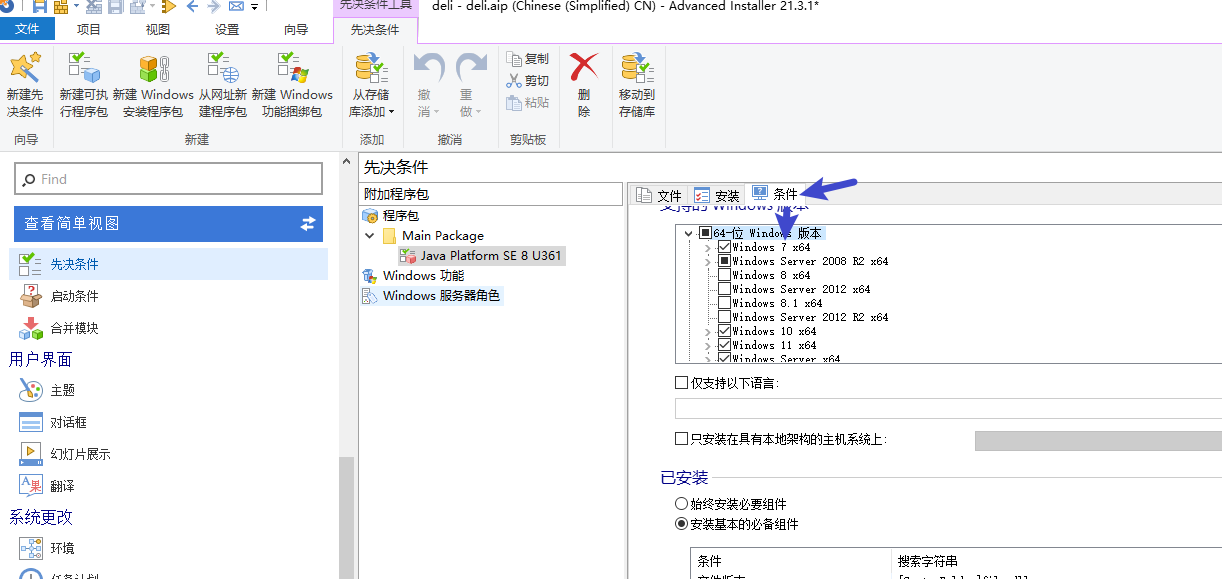 先决条件工具
deli - deli.aip (Chinese (Simplified) CN) - Advanced Installer 21.3.1*
文件 项目 视图 设置 向导 先决条件
新建先决条件
新建可执行程序包
新建 Windows 安装程序包
从网址新建程序包
新建 Windows 功能捆绑包
从存储库添加
撤消
重做
复制
剪切
粘贴
删除
移动到存储库
向导 新建 添加 撤消 剪贴板
Find
查看简单视图
先决条件
启动条件
合并模块
用户界面
主题
对话框
幻灯片展示
翻译
系统更改
环境
任务计划
先决条件
附加程序包
程序包
Main Package
Java Platform SE 8 U361
Windows 功能
Windows 服务器角色
文件 安装 条件
支持的 Windows 版本
64-位 Windows 版本
Windows 7 x64
Windows Server 2008 R2 x64
Windows 8 x64
Windows Server 2012 x64
Windows 8.1 x64
Windows Server 2012 R2 x64
Windows 10 x64
Windows 11 x64
Windows Server x64
仅支持以下语言:
只安装在具有本地架构的主机系统上:
已安装
始终安装必要组件
安装基本的必备组件
条件 搜索字符串
文件版本